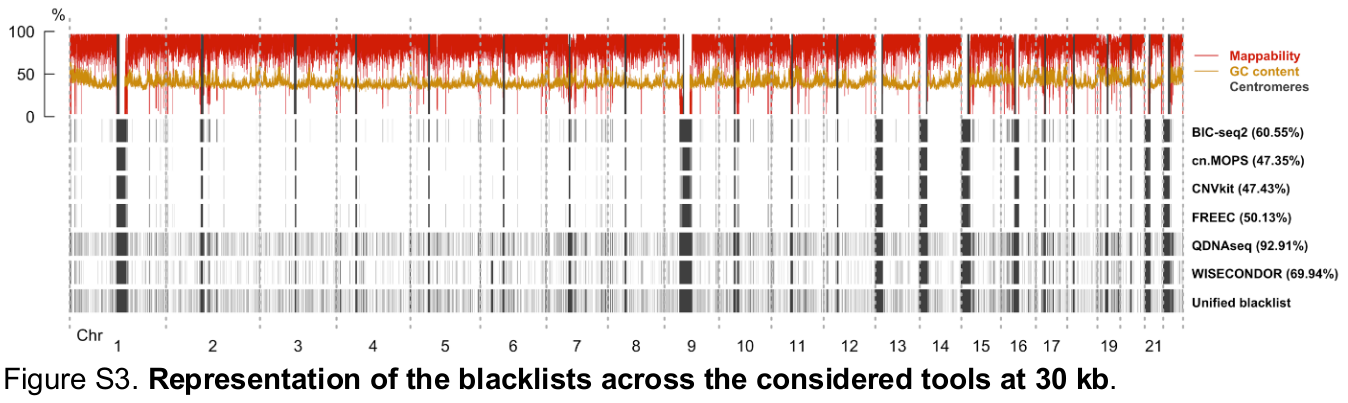 %
100
50
0
Mappability
GC content
Centromeres
BIC-seq2 (60.55%)
cn.MOPS (47.35%)
CNVkit (47.43%)
FREEC (50.13%)
QDNAseq (92.91%)
WISECONDOR (69.94%)
Unified blacklist
Chr
1 2 3 4 5 6 7 8 9 10 11 12 13 14 15 16 17 19 21
Figure S3. Representation of the blacklists across the considered tools at 30 kb.